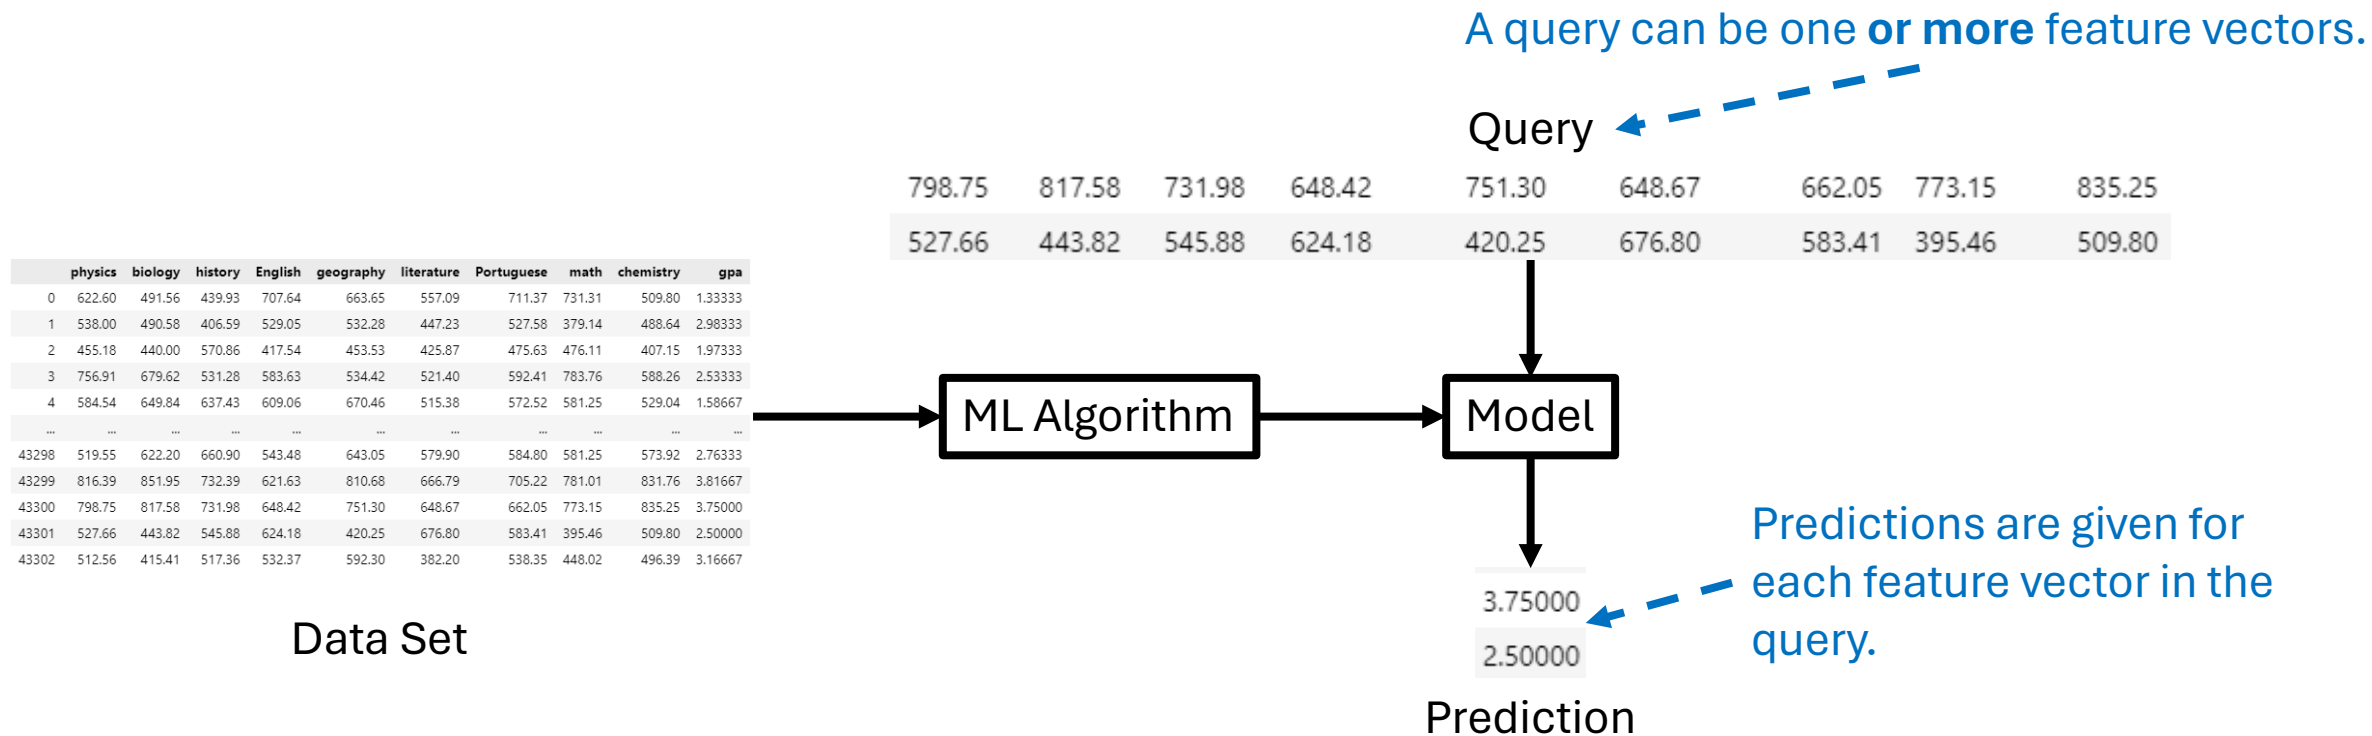 A query can be one or more feature vectors.
Query
798.75 817.58 731.98 648.42 751.30 648.67 662.05 773.15 835.25
527.66 443.82 545.88 624.18 420.25 676.80 583.41 395.46 509.80
physics biology history English geography literature Portuguese math chemistry gpa
0 622.60 491.56 439.93 707.64 663.65 557.09 711.37 731.31 509.80 1.33333
1 538.00 490.58 406.59 529.05 532.28 447.23 527.58 379.14 488.64 2.98333
2 455.18 440.00 570.86 417.54 453.53 425.87 475.63 476.11 407.15 1.97333
3 756.91 679.62 531.28 583.63 534.42 521.40 592.41 783.76 588.26 2.53333
4 584.54 649.84 637.43 609.06 670.46 515.38 572.52 581.25 529.04 1.58667
... ... ... ... ... ... ... ... ... ... ...
43298 519.55 622.20 660.90 543.48 643.05 579.90 584.80 581.25 573.92 2.76333
43299 816.39 851.95 732.39 621.63 810.68 666.79 705.22 781.01 831.76 3.81667
43300 798.75 817.58 731.98 648.42 751.30 648.67 662.05 773.15 835.25 3.75000
43301 527.66 443.82 545.88 624.18 420.25 676.80 583.41 395.46 509.80 2.50000
43302 512.56 415.41 517.36 532.37 592.30 382.20 538.35 448.02 496.39 3.16667
Data Set
ML Algorithm
Model
3.75000
2.50000
Prediction
Predictions are given for
each feature vector in the
query.